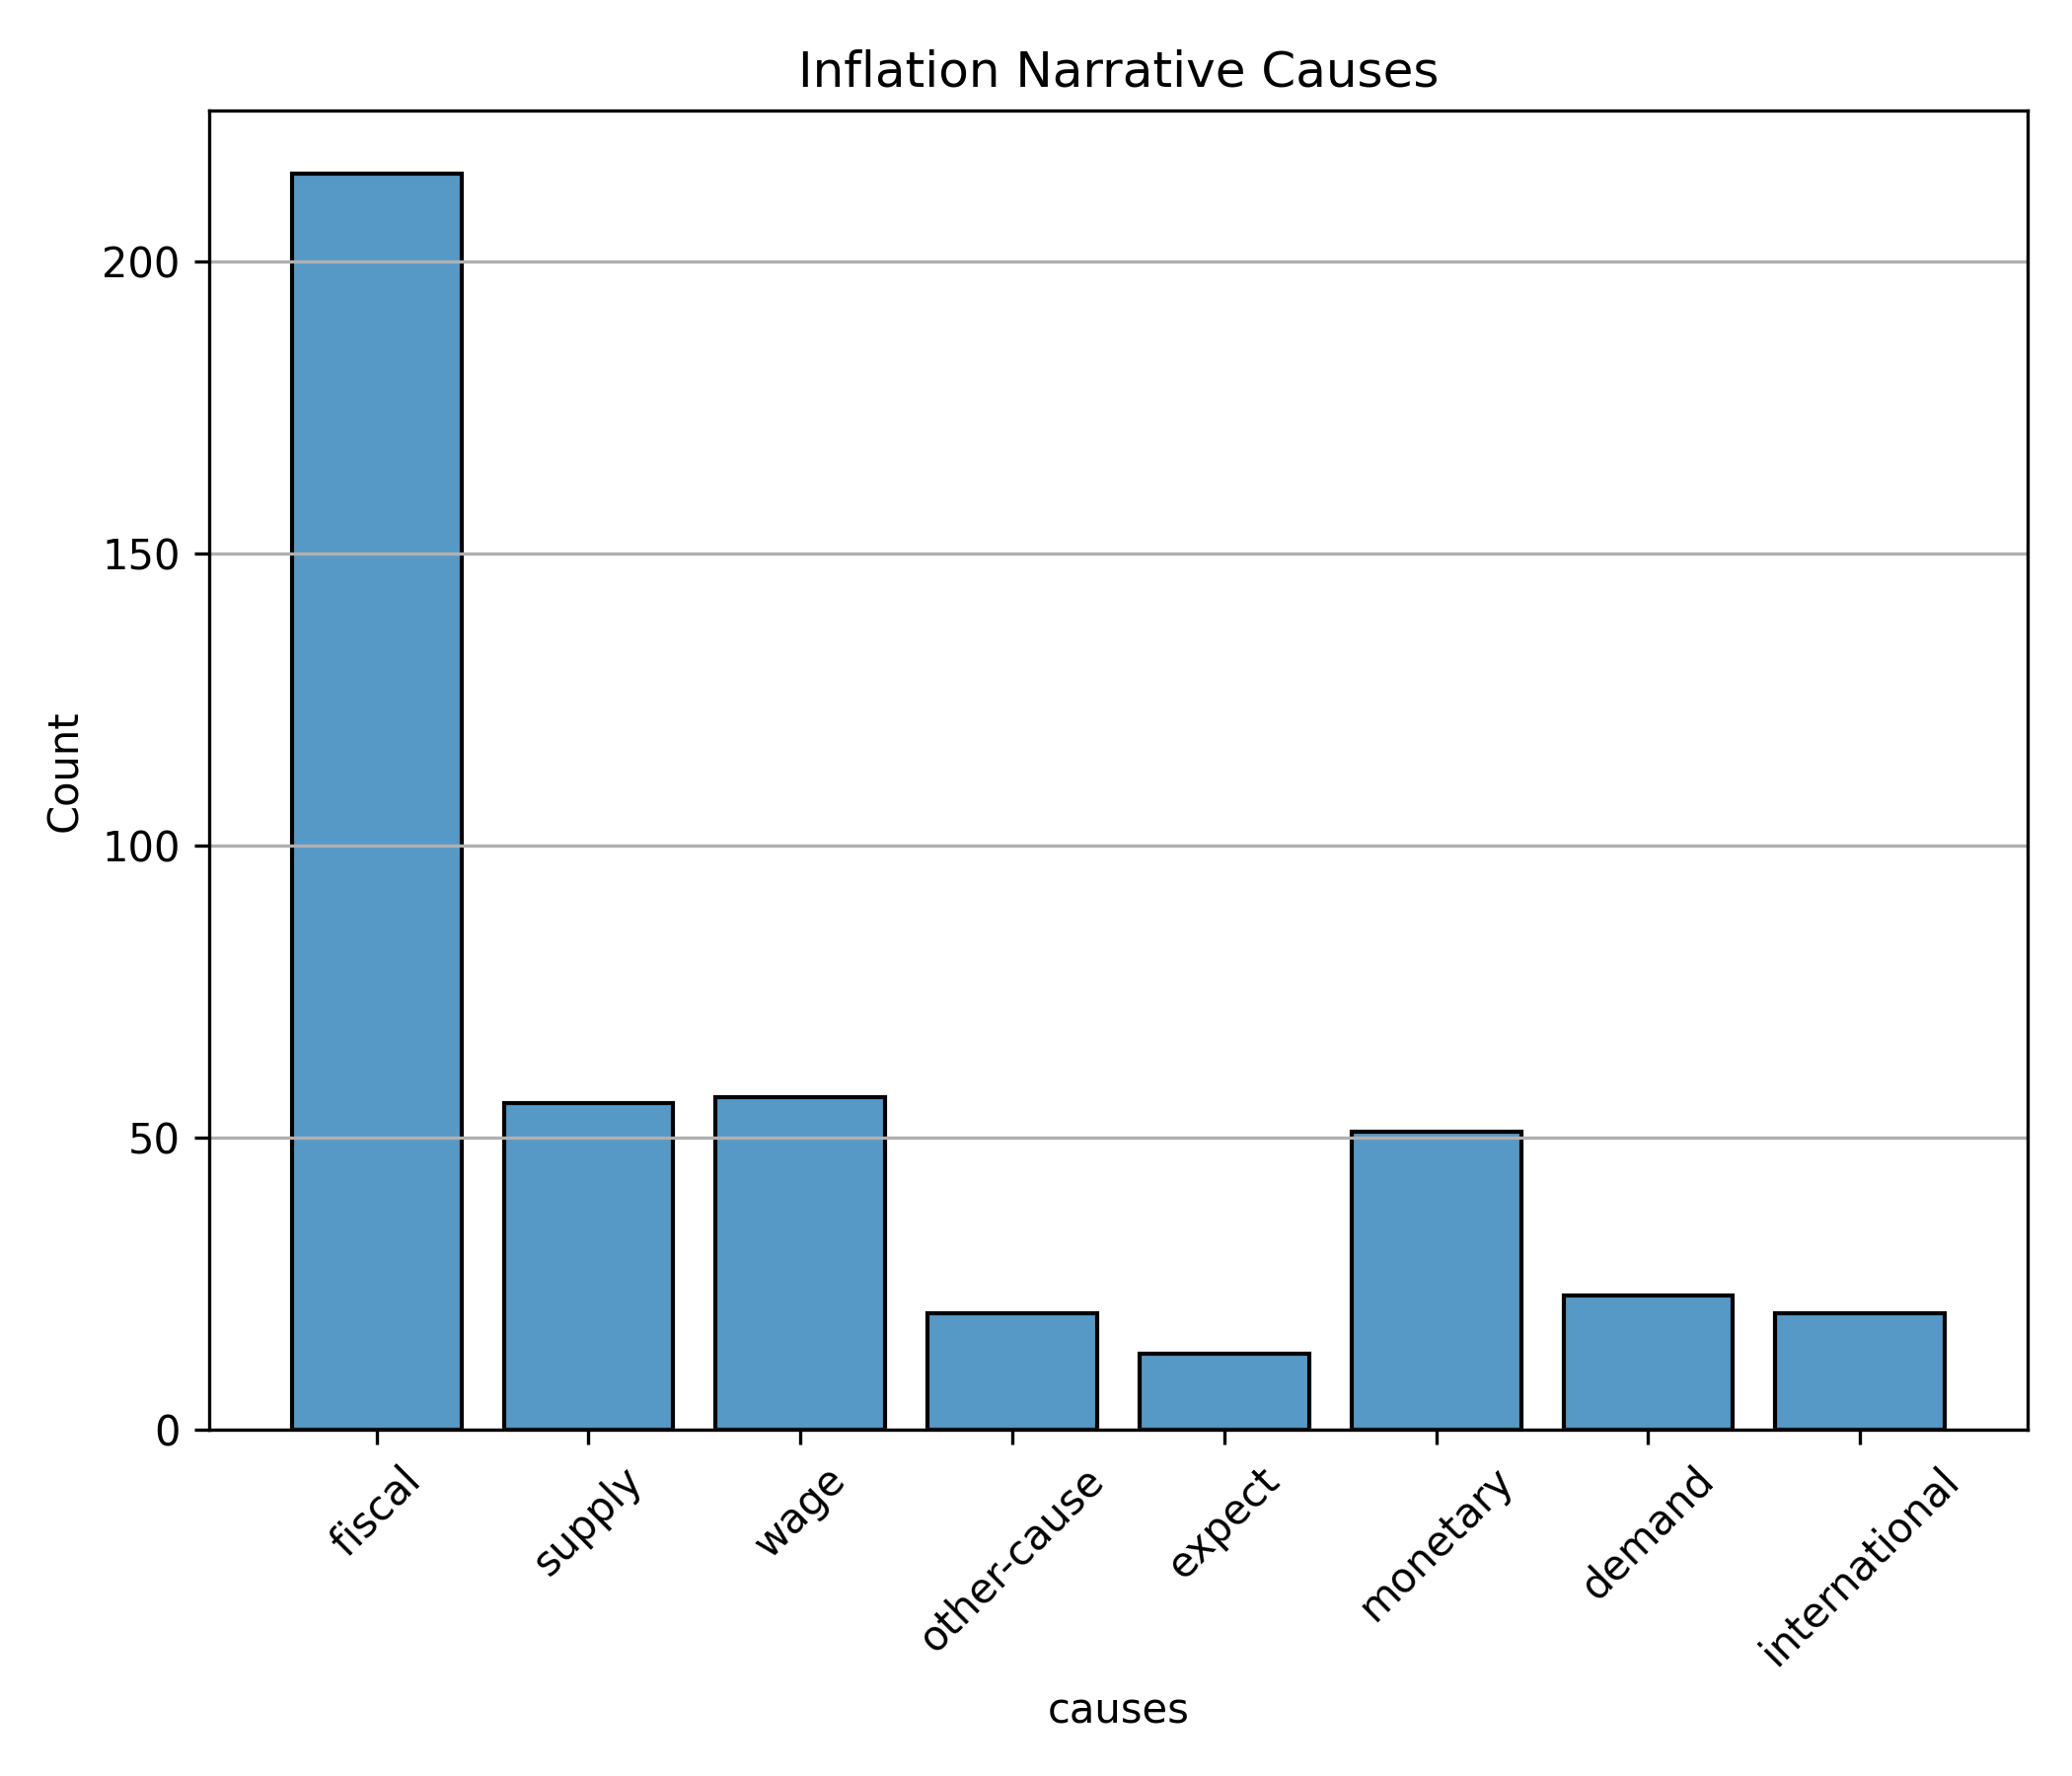 Inflation Narrative Causes
Count
200
150
100
50
0
fiscal
supply
wage
other-cause
expect
monetary
demand
international
causes